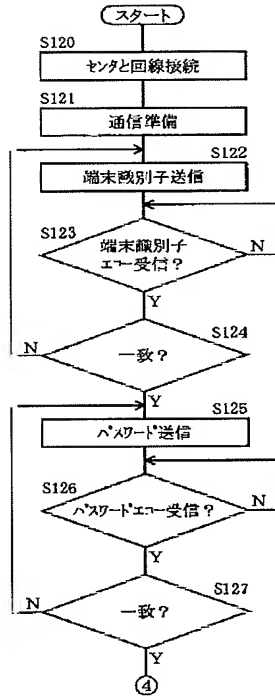 スタート
S120
センタと回線接続
S121
通信準備
S122
端末識別子送信
S123
端末識別子
エコー受信?
N
Y
S124
N
一致?
Y
S125
パスワード送信
S126
パスワードエコー受信?
N
Y
S127
N
一致?
Y
4